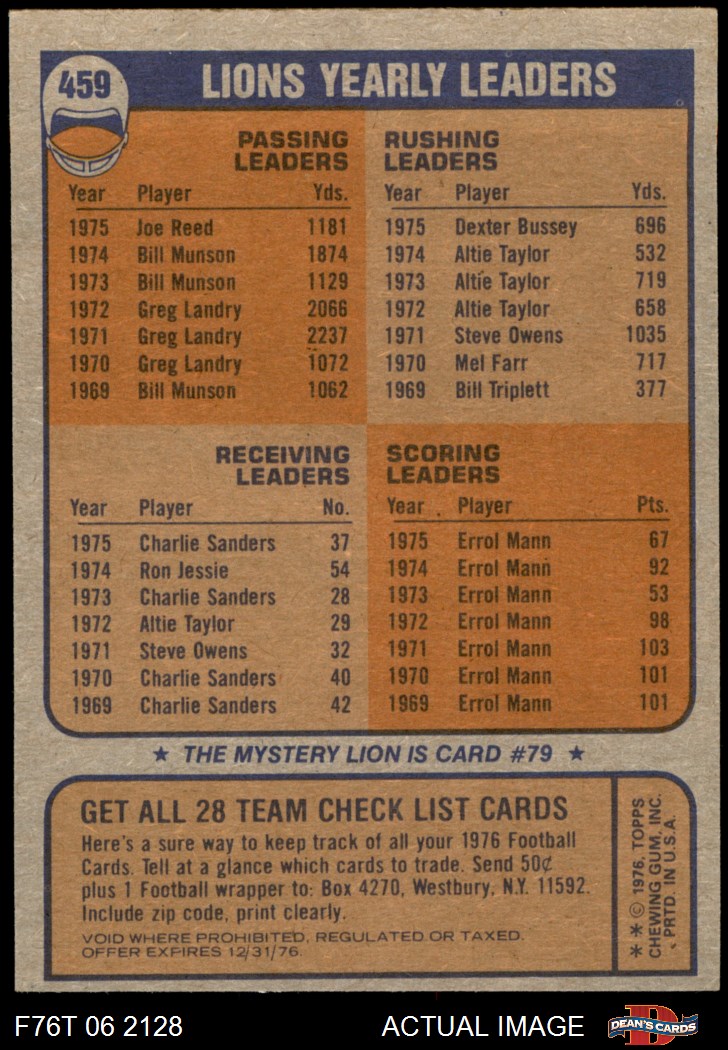 459
LIONS YEARLY LEADERS
PASSING
LEADERS
Year Player Yds.
1975 Joe Reed 1181
1974 Bill Munson 1874
1973 Bill Munson 1129
1972 Greg Landry 2066
1971 Greg Landry 2237
1970 Greg Landry 1072
1969 Bill Munson 1062
RUSHING
LEADERS
Year Player Yds.
1975 Dexter Bussey 696
1974 Altie Taylor 532
1973 Altie Taylor 719
1972 Altie Taylor 658
1971 Steve Owens 1035
1970 Mel Farr 717
1969 Bill Triplett 377
RECEIVING
LEADERS
Year Player No.
1975 Charlie Sanders 37
1974 Ron Jessie 54
1973 Charlie Sanders 28
1972 Altie Taylor 29
1971 Steve Owens 32
1970 Charlie Sanders 40
1969 Charlie Sanders 42
SCORING
LEADERS
Year Player Pts.
1975 Errol Mann 67
1974 Errol Mann 92
1973 Errol Mann 53
1972 Errol Mann 98
1971 Errol Mann 103
1970 Errol Mann 101
1969 Errol Mann 101
★ THE MYSTERY LION IS CARD #79 ★
GET ALL 28 TEAM CHECK LIST CARDS
Here's a sure way to keep track of all your 1976 Football
Cards. Tell at a glance which cards to trade. Send 50¢
plus 1 Football wrapper to: Box 4270, Westbury, N.Y. 11592.
Include zip code, print clearly.
VOID WHERE PROHIBITED, REGULATED OR TAXED.
OFFER EXPIRES 12/31/76.
** © 1976, TOPPS
CHEWING GUM, INC.
PRTD. IN U.S.A.
F76T 06 2128
ACTUAL IMAGE
DEAN'S CARDS